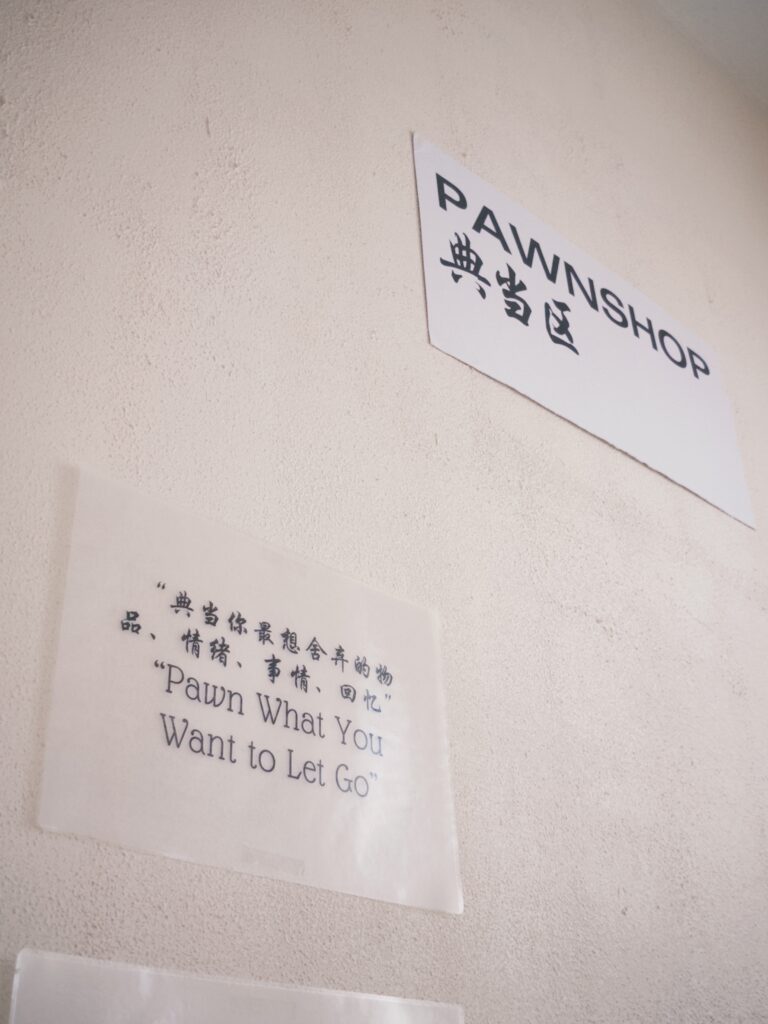 PAWNSHOP
典当区
“典当你最想舍弃的物
品、情绪、事情、回忆”
“Pawn What You
Want to Let Go”